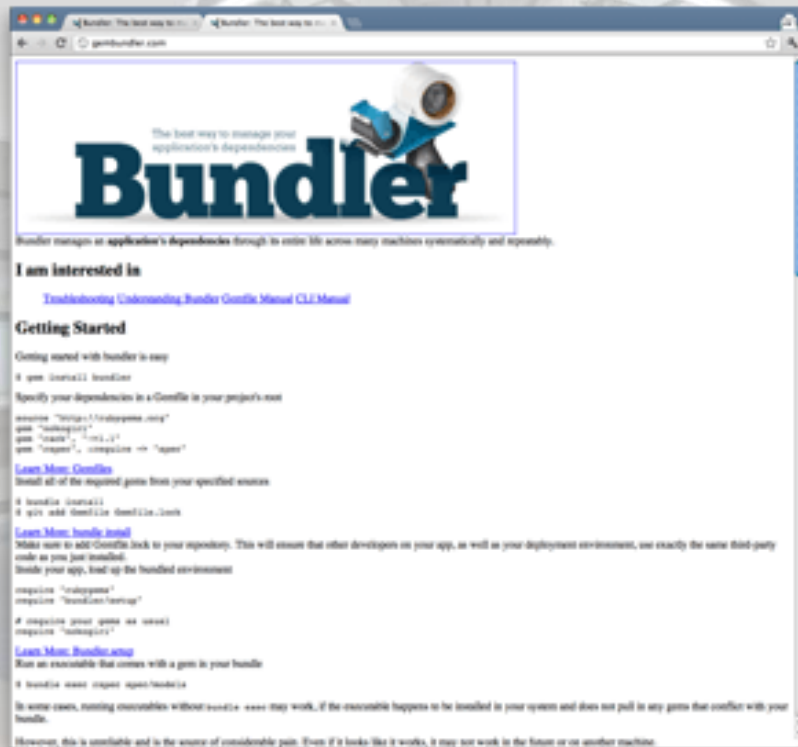 Bundler: The best way to m
Bundler: The best way to m
gembundler.com
The best way to manage your
application's dependencies
Bundler
Bundler manages an application's dependencies through its entire life across many machines systematically and repeatably.
I am interested in
Troubleshooting Understanding Bundler Gemfile Manual CLI Manual
Getting Started
Getting started with bundler is easy
$ gem install bundler
Specify your dependencies in a Gemfile in your project's root
source "http://rubygems.org"
gem "nokogiri"
gem "rack", "~>1.1"
gem "rspec", :require => "spec"
Learn More: Gemfiles
Install all of the required gems from your specified sources
$ bundle install
$ git add Gemfile Gemfile.lock
Learn More: bundle install
Make sure to add Gemfile.lock to your repository. This will ensure that other developers on your app, as well as your deployment environment, use exactly the same third-party
code as you just installed.
Inside your app, load up the bundled environment
require "rubygems"
require "bundler/setup"
# require your gems as usual
require "nokogiri"
Learn More: Bundler.setup
Run an executable that comes with a gem in your bundle
$ bundle exec rspec spec/models
In some cases, running executables without bundle exec may work, if the executable happens to be installed in your system and does not pull in any gems that conflict with your
bundle.
However, this is unreliable and is the source of considerable pain. Even if it looks like it works, it may not work in the future or on another machine.